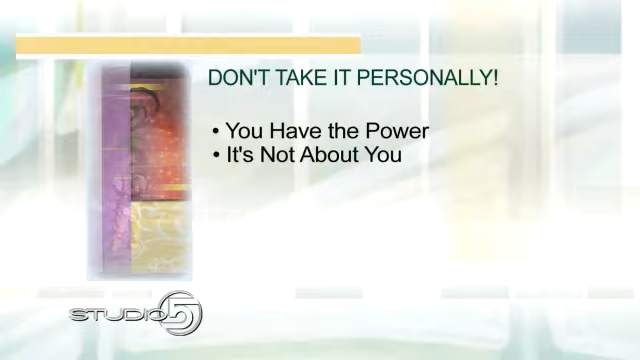 DON'T TAKE IT PERSONALLY!
• You Have the Power
• It's Not About You
STUDIO 5